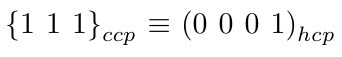 {1 1 1}ccp ≡ (0 0 0 1)hcp